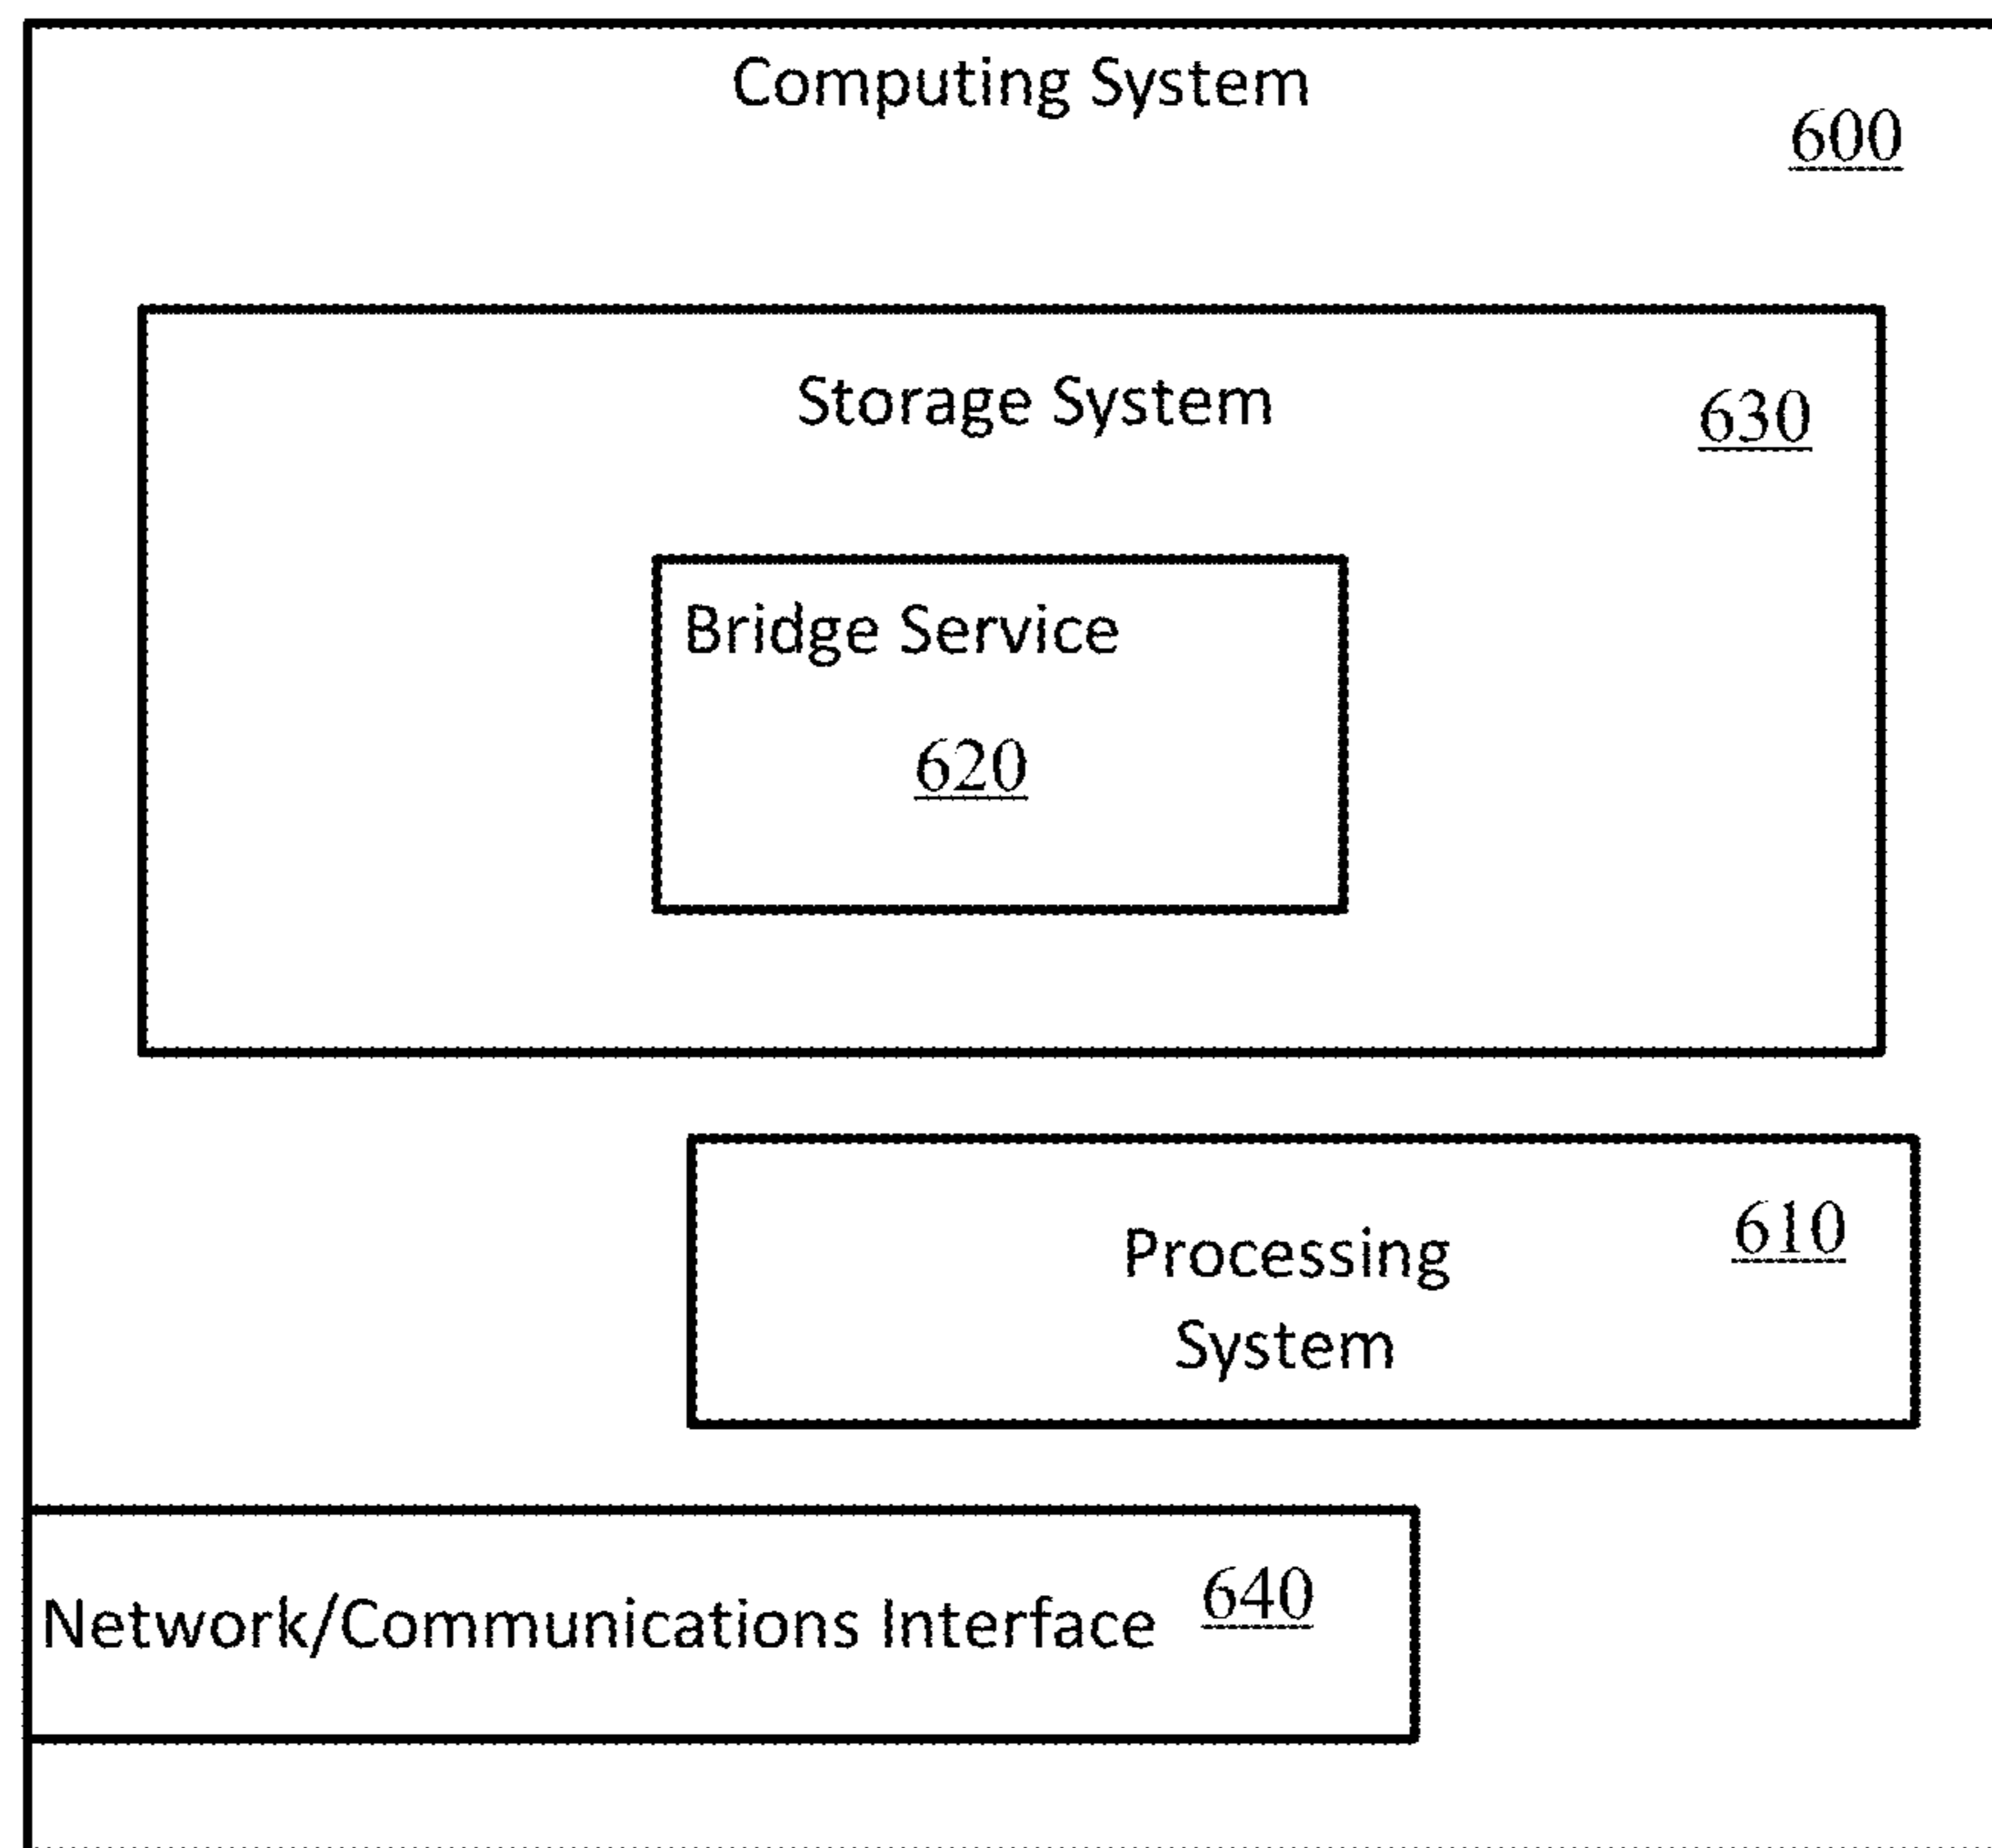 Computing System
600
Storage System
630
Bridge Service
620
Processing
System
610
Network/Communications Interface
640